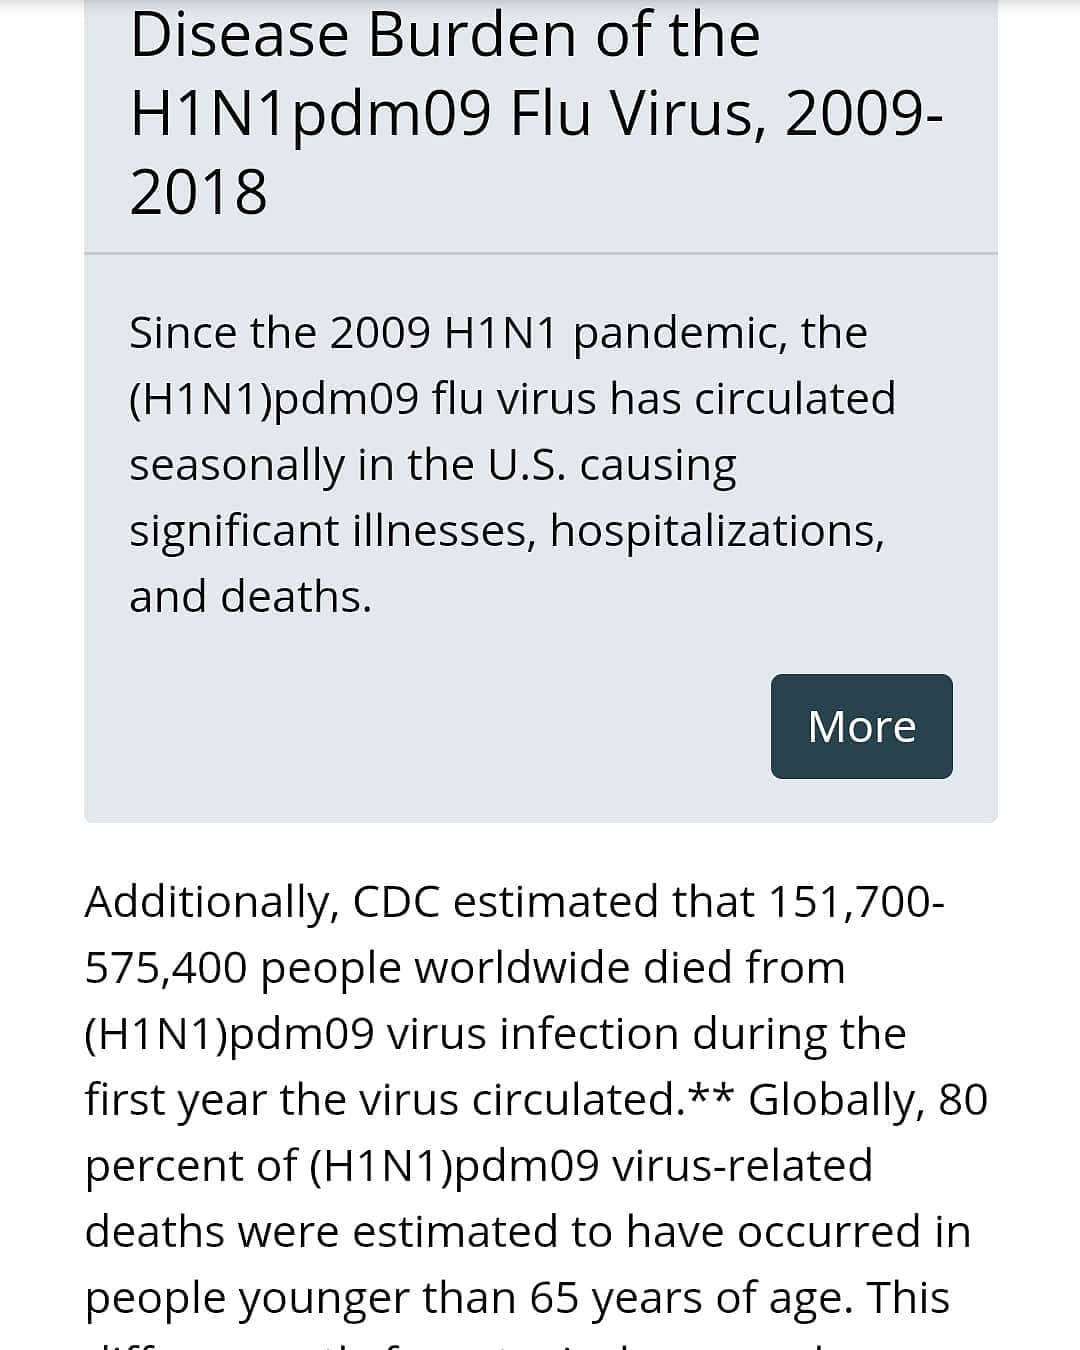 Disease Burden of the
H1N1pdm09 Flu Virus, 2009-
2018
Since the 2009 H1N1 pandemic, the
(H1N1)pdm09 flu virus has circulated
seasonally in the U.S. causing
significant illnesses, hospitalizations,
and deaths.
More
Additionally, CDC estimated that 151,700-
575,400 people worldwide died from
(H1N1)pdm09 virus infection during the
first year the virus circulated.** Globally, 80
percent of (H1N1)pdm09 virus-related
deaths were estimated to have occurred in
people younger than 65 years of age. This